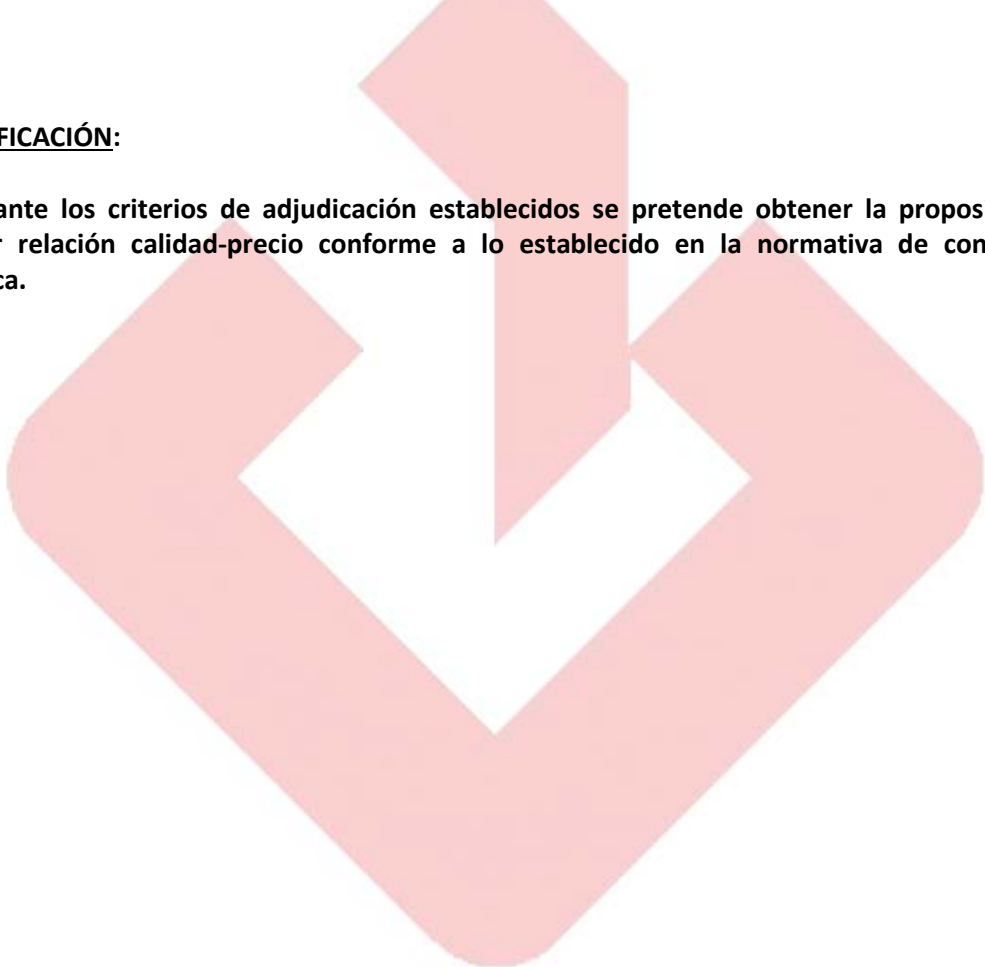 FICACIÓN:
ante los criterios de adjudicación establecidos se pretende obtener la propos
r relación calidad-precio conforme a lo establecido en la normativa de con
ca.